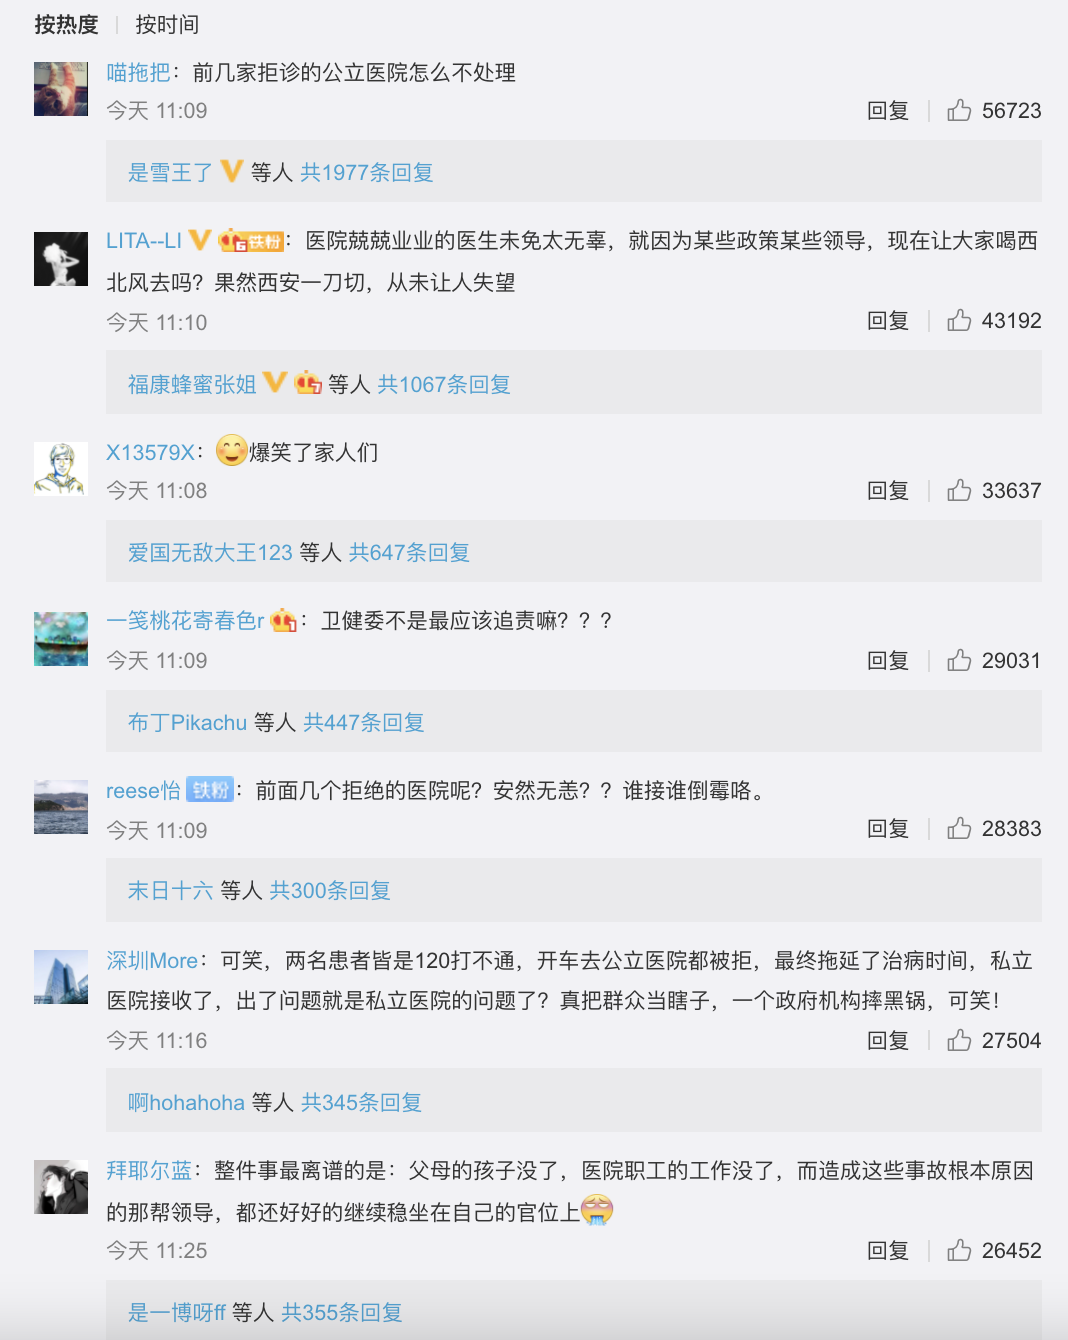 按热度 | 按时间
喵拖把：前几家拒诊的公立医院怎么不处理
今天 11:09
回复 | 56723
是雪王了 等人 共1977条回复
LITA--LI 6铁粉：医院兢兢业业的医生未免太无辜，就因为某些政策某些领导，现在让大家喝西
北风去吗？果然西安一刀切，从未让人失望
今天 11:10
回复 | 43192
福康蜂蜜张姐 7 等人 共1067条回复
X13579X：爆笑了家人们
今天 11:08
回复 | 33637
爱国无敌大王123 等人 共647条回复
一笺桃花寄春色r 1：卫健委不是最应该追责嘛？？？
今天 11:09
回复 | 29031
布丁Pikachu 等人 共447条回复
reese怡 铁粉：前面几个拒绝的医院呢？安然无恙？？谁接谁倒霉咯。
今天 11:09
回复 | 28383
末日十六 等人 共300条回复
深圳More：可笑，两名患者皆是120打不通，开车去公立医院都被拒，最终拖延了治病时间，私立
医院接收了，出了问题就是私立医院的问题了？真把群众当瞎子，一个政府机构摔黑锅，可笑！
今天 11:16
回复 | 27504
啊hohahoha 等人 共345条回复
拜耶尔蓝：整件事最离谱的是：父母的孩子没了，医院职工的工作没了，而造成这些事故根本原因
的那帮领导，都还好好的继续稳坐在自己的官位上
今天 11:25
回复 | 26452
是一博呀ff 等人 共355条回复